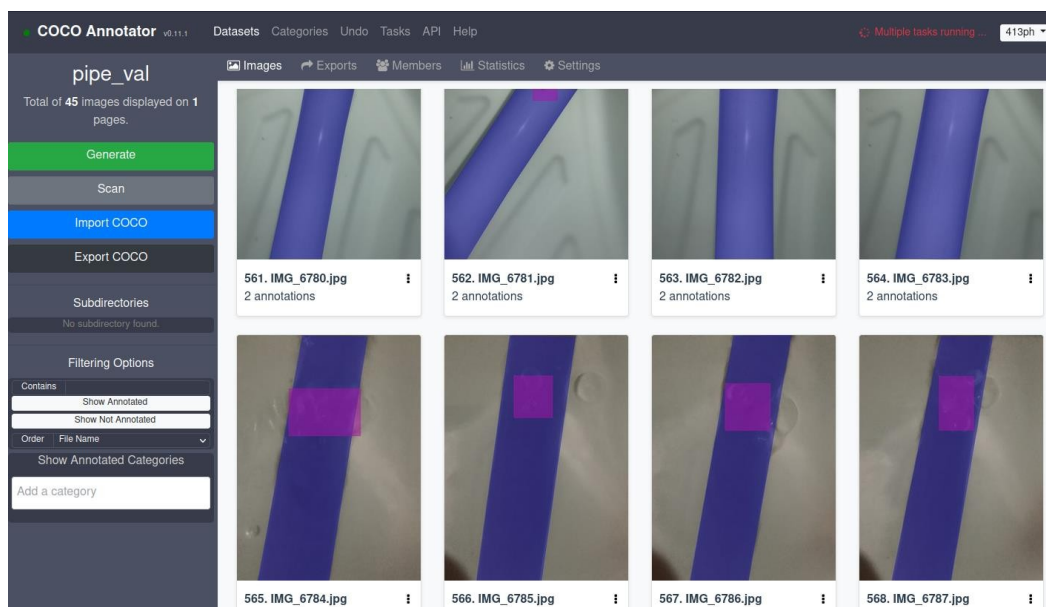 COCO Annotator v0.11.1
Datasets Categories Undo Tasks API Help
Multiple tasks running ...
413ph
pipe_val
Total of 45 images displayed on 1
pages.
Generate
Scan
Import COCO
Export COCO
Subdirectories
No subdirectory found.
Filtering Options
Contains
Show Annotated
Show Not Annotated
Order File Name
Show Annotated Categories
Add a category
Images Exports Members Statistics Settings
561. IMG_6780.jpg
2 annotations
562. IMG_6781.jpg
2 annotations
563. IMG_6782.jpg
2 annotations
564. IMG_6783.jpg
2 annotations
565. IMG_6784.jpg
566. IMG_6785.jpg
567. IMG_6786.jpg
568. IMG_6787.jpg